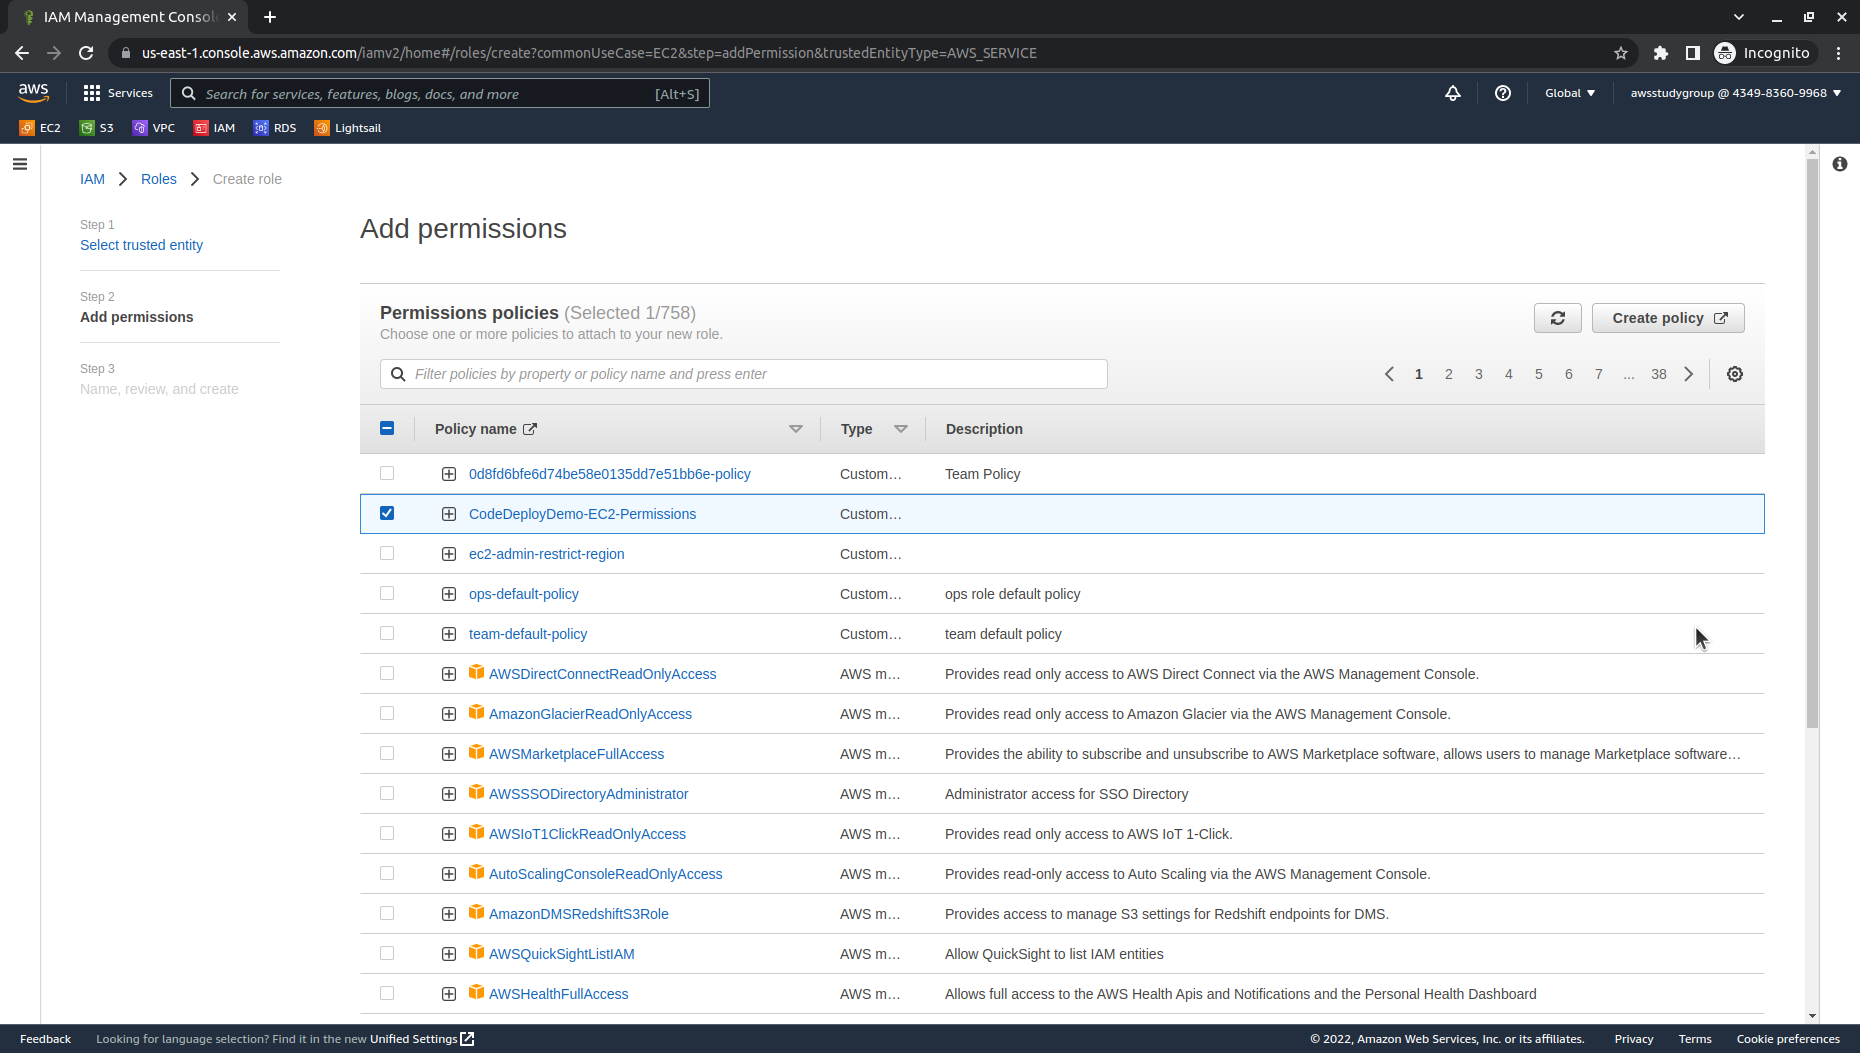 IAM Management Consol
us-east-1.console.aws.amazon.com/iamv2/home#/roles/create?commonUseCase=EC2&step=addPermission&trustedEntityType=AWS_SERVICE
Incognito
aws
Services
Search for services, features, blogs, docs, and more
[Alt+S]
Global
awsstudygroup @ 4349-8360-9968
EC2
S3
VPC
IAM
RDS
Lightsail
IAM
Roles
Create role
Step 1
Select trusted entity
Step 2
Add permissions
Step 3
Name, review, and create
Add permissions
Permissions policies (Selected 1/758)
Choose one or more policies to attach to your new role.
Create policy
Filter policies by property or policy name and press enter
1 2 3 4 5 6 7 ... 38
Policy name Type Description
0d8fd6bfe6d74be58e0135dd7e51bb6e-policy Custom… Team Policy
CodeDeployDemo-EC2-Permissions Custom…
ec2-admin-restrict-region Custom…
ops-default-policy Custom… ops role default policy
team-default-policy Custom… team default policy
AWSDirectConnectReadOnlyAccess AWS m… Provides read only access to AWS Direct Connect via the AWS Management Console.
AmazonGlacierReadOnlyAccess AWS m… Provides read only access to Amazon Glacier via the AWS Management Console.
AWSMarketplaceFullAccess AWS m… Provides the ability to subscribe and unsubscribe to AWS Marketplace software, allows users to manage Marketplace software…
AWSSSODirectoryAdministrator AWS m… Administrator access for SSO Directory
AWSIoT1ClickReadOnlyAccess AWS m… Provides read only access to AWS IoT 1-Click.
AutoScalingConsoleReadOnlyAccess AWS m… Provides read-only access to Auto Scaling via the AWS Management Console.
AmazonDMSRedshiftS3Role AWS m… Provides access to manage S3 settings for Redshift endpoints for DMS.
AWSQuickSightListIAM AWS m… Allow QuickSight to list IAM entities
AWSHealthFullAccess AWS m… Allows full access to the AWS Health Apis and Notifications and the Personal Health Dashboard
Feedback
Looking for language selection? Find it in the new Unified Settings
© 2022, Amazon Web Services, Inc. or its affiliates.
Privacy
Terms
Cookie preferences